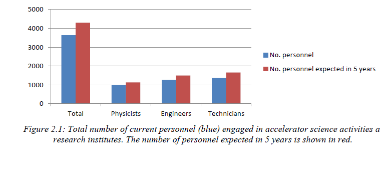 5000
4000
3000
2000
1000
0
Total
Physicists
Engineers
Technicians
No. personnel
No. personnel expected in 5 years
Figure 2.1: Total number of current personnel (blue) engaged in accelerator science activities a
research institutes. The number of personnel expected in 5 years is shown in red.